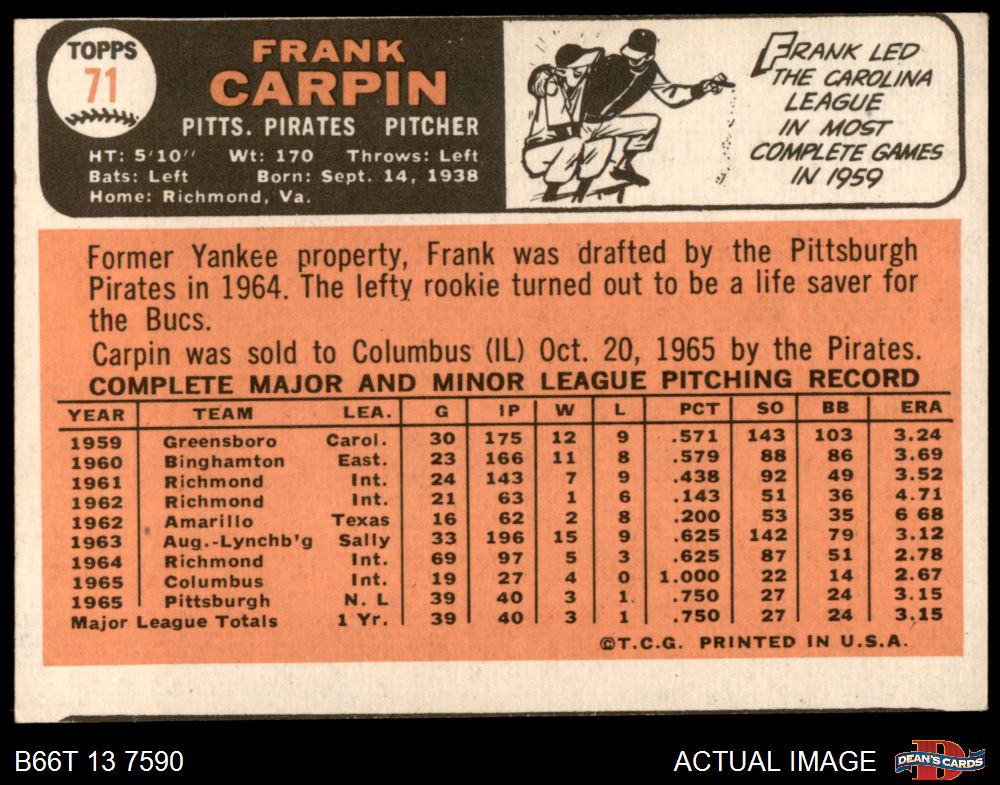 TOPPS
71
FRANK
CARPIN
PITTS. PIRATES PITCHER
HT: 5'10" Wt: 170 Throws: Left
Bats: Left Born: Sept. 14, 1938
Home: Richmond, Va.
FRANK LED
THE CAROLINA
LEAGUE
IN MOST
COMPLETE GAMES
IN 1959
Former Yankee property, Frank was drafted by the Pittsburgh
Pirates in 1964. The lefty rookie turned out to be a life saver for
the Bucs.
Carpin was sold to Columbus (IL) Oct. 20, 1965 by the Pirates.
COMPLETE MAJOR AND MINOR LEAGUE PITCHING RECORD
YEAR TEAM LEA. G IP W L PCT SO BB ERA
1959 Greensboro Carol. 30 175 12 9 .571 143 103 3.24
1960 Binghamton East. 23 166 11 8 .579 88 86 3.69
1961 Richmond Int. 24 143 7 9 .438 92 49 3.52
1962 Richmond Int. 21 63 1 6 .143 51 36 4.71
1962 Amarillo Texas 16 62 2 8 .200 53 35 6 68
1963 Aug.-Lynchb'g Sally 33 196 15 9 .625 142 79 3.12
1964 Richmond Int. 69 97 5 3 .625 87 51 2.78
1965 Columbus Int. 19 27 4 0 1.000 22 14 2.67
1965 Pittsburgh N. L 39 40 3 1 .750 27 24 3.15
Major League Totals 1 Yr. 39 40 3 1 .750 27 24 3.15
©T.C.G. PRINTED IN U.S.A.
B66T 13 7590 ACTUAL IMAGE
D
DEAN'S CARDS